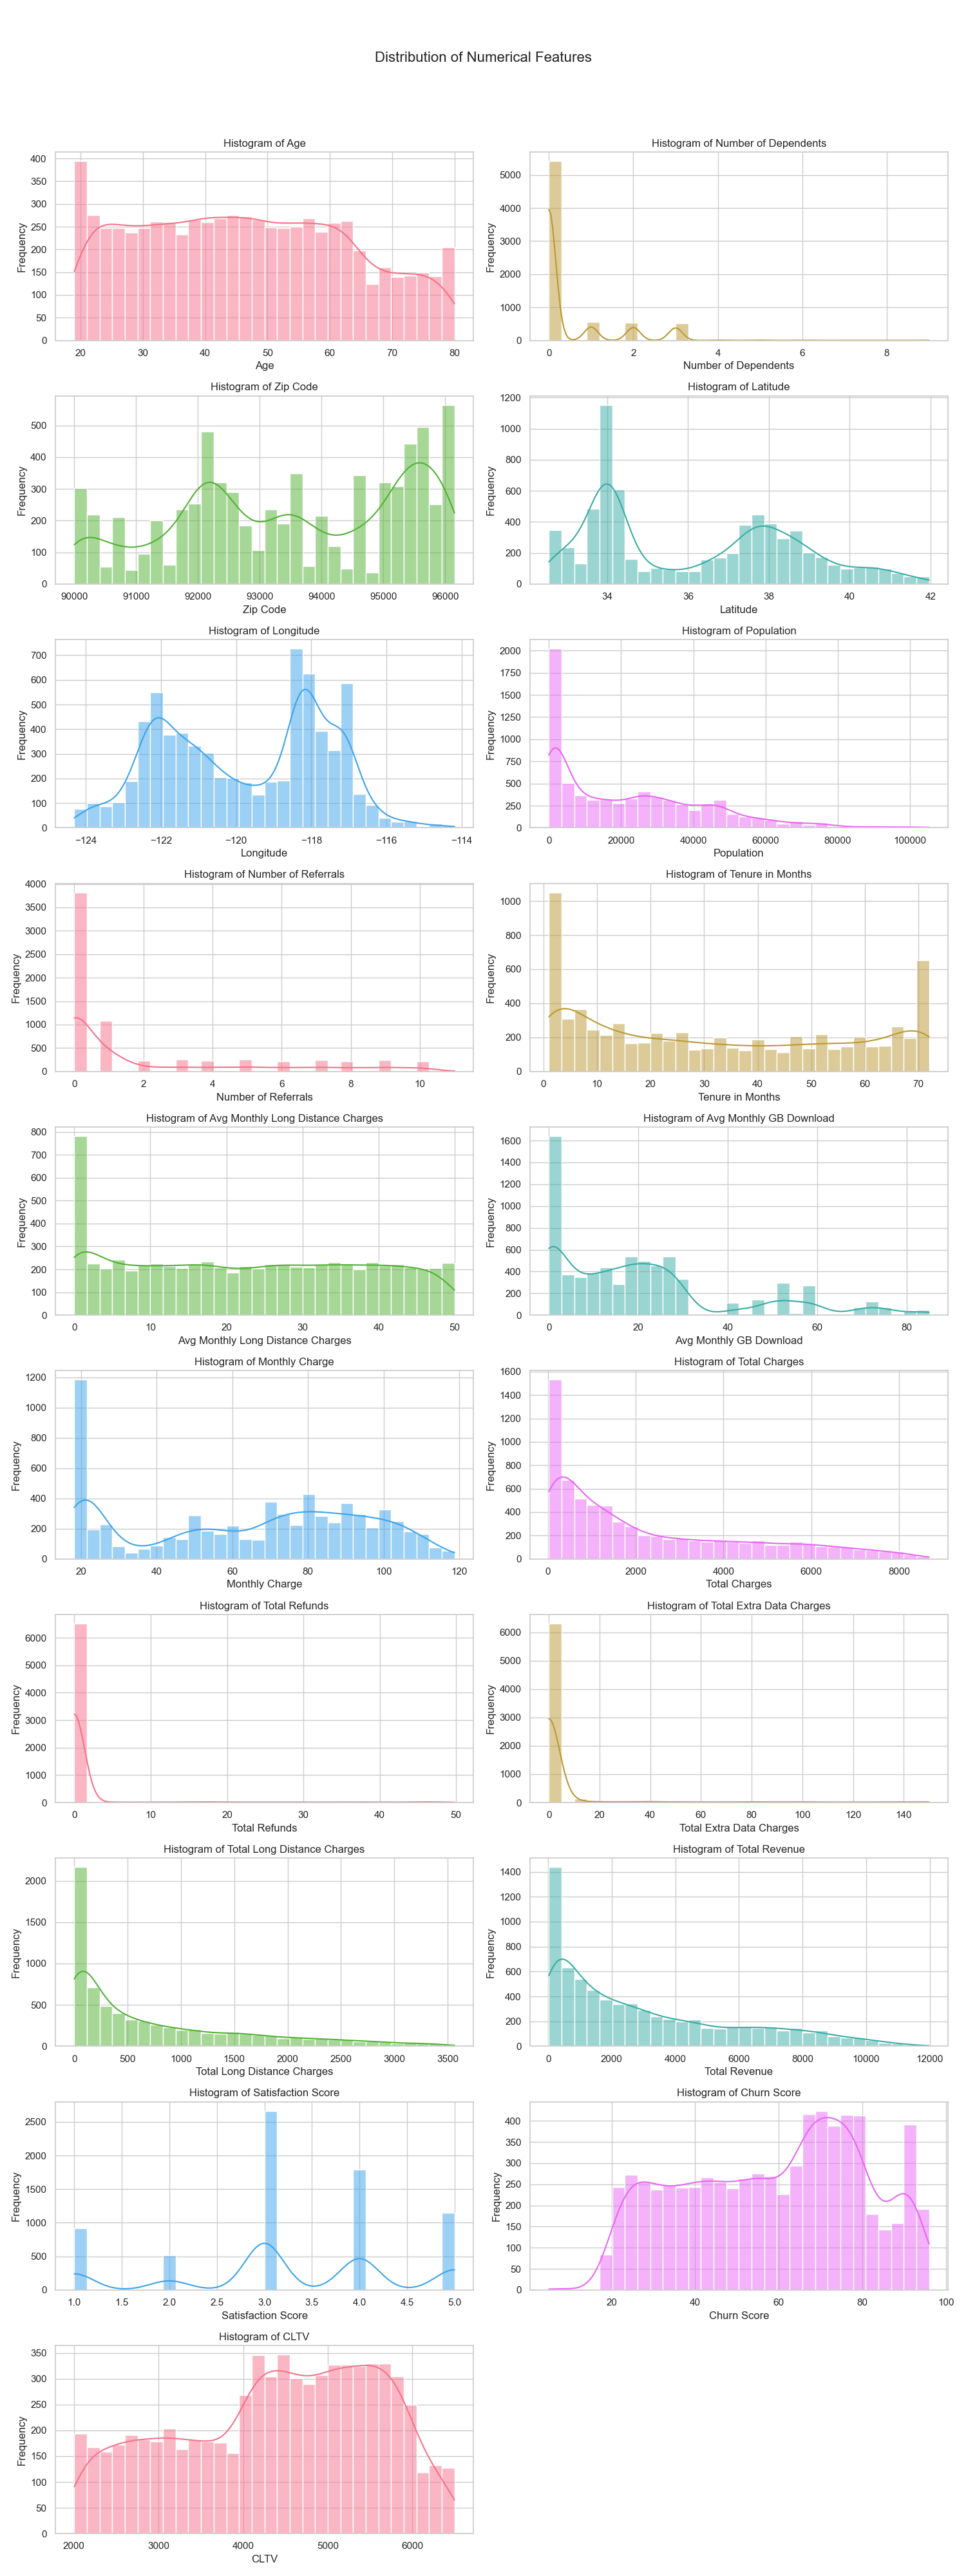 Distribution of Numerical Features
Histogram of Age
Frequency
400
350
300
250
200
150
100
50
0
20 30 40 50 60 70 80
Age
Histogram of Number of Dependents
Frequency
5000
4000
3000
2000
1000
0
0 2 4 6 8
Number of Dependents
Histogram of Zip Code
Frequency
500
400
300
200
100
0
90000 91000 92000 93000 94000 95000 96000
Zip Code
Histogram of Latitude
Frequency
1200
1000
800
600
400
200
0
34 36 38 40 42
Latitude
Histogram of Longitude
Frequency
700
600
500
400
300
200
100
0
−124 −122 −120 −118 −116 −114
Longitude
Histogram of Population
Frequency
2000
1750
1500
1250
1000
750
500
250
0
0 20000 40000 60000 80000 100000
Population
Histogram of Number of Referrals
Frequency
4000
3500
3000
2500
2000
1500
1000
500
0
0 2 4 6 8 10
Number of Referrals
Histogram of Tenure in Months
Frequency
1000
800
600
400
200
0
0 10 20 30 40 50 60 70
Tenure in Months
Histogram of Avg Monthly Long Distance Charges
Frequency
800
700
600
500
400
300
200
100
0
0 10 20 30 40 50
Avg Monthly Long Distance Charges
Histogram of Avg Monthly GB Download
Frequency
1600
1400
1200
1000
800
600
400
200
0
0 20 40 60 80
Avg Monthly GB Download
Histogram of Monthly Charge
Frequency
1200
1000
800
600
400
200
0
20 40 60 80 100 120
Monthly Charge
Histogram of Total Charges
Frequency
1600
1400
1200
1000
800
600
400
200
0
0 2000 4000 6000 8000
Total Charges
Histogram of Total Refunds
Frequency
6000
5000
4000
3000
2000
1000
0
0 10 20 30 40 50
Total Refunds
Histogram of Total Extra Data Charges
Frequency
6000
5000
4000
3000
2000
1000
0
0 20 40 60 80 100 120 140
Total Extra Data Charges
Histogram of Total Long Distance Charges
Frequency
2000
1500
1000
500
0
0 500 1000 1500 2000 2500 3000 3500
Total Long Distance Charges
Histogram of Total Revenue
Frequency
1400
1200
1000
800
600
400
200
0
0 2000 4000 6000 8000 10000 12000
Total Revenue
Histogram of Satisfaction Score
Frequency
2500
2000
1500
1000
500
0
1.0 1.5 2.0 2.5 3.0 3.5 4.0 4.5 5.0
Satisfaction Score
Histogram of Churn Score
Frequency
400
350
300
250
200
150
100
50
0
20 40 60 80 100
Churn Score
Histogram of CLTV
Frequency
350
300
250
200
150
100
50
0
2000 3000 4000 5000 6000
CLTV